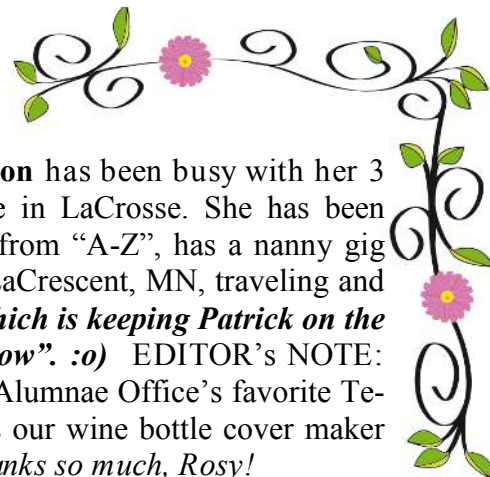 on has been busy with her 3
e in LaCrosse. She has been
from “A-Z”, has a nanny gig
LaCrescent, MN, traveling and
hich is keeping Patrick on the
ow”. :o) EDITOR’s NOTE:
Alumnae Office’s favorite Te-
s our wine bottle cover maker
nks so much, Rosy!